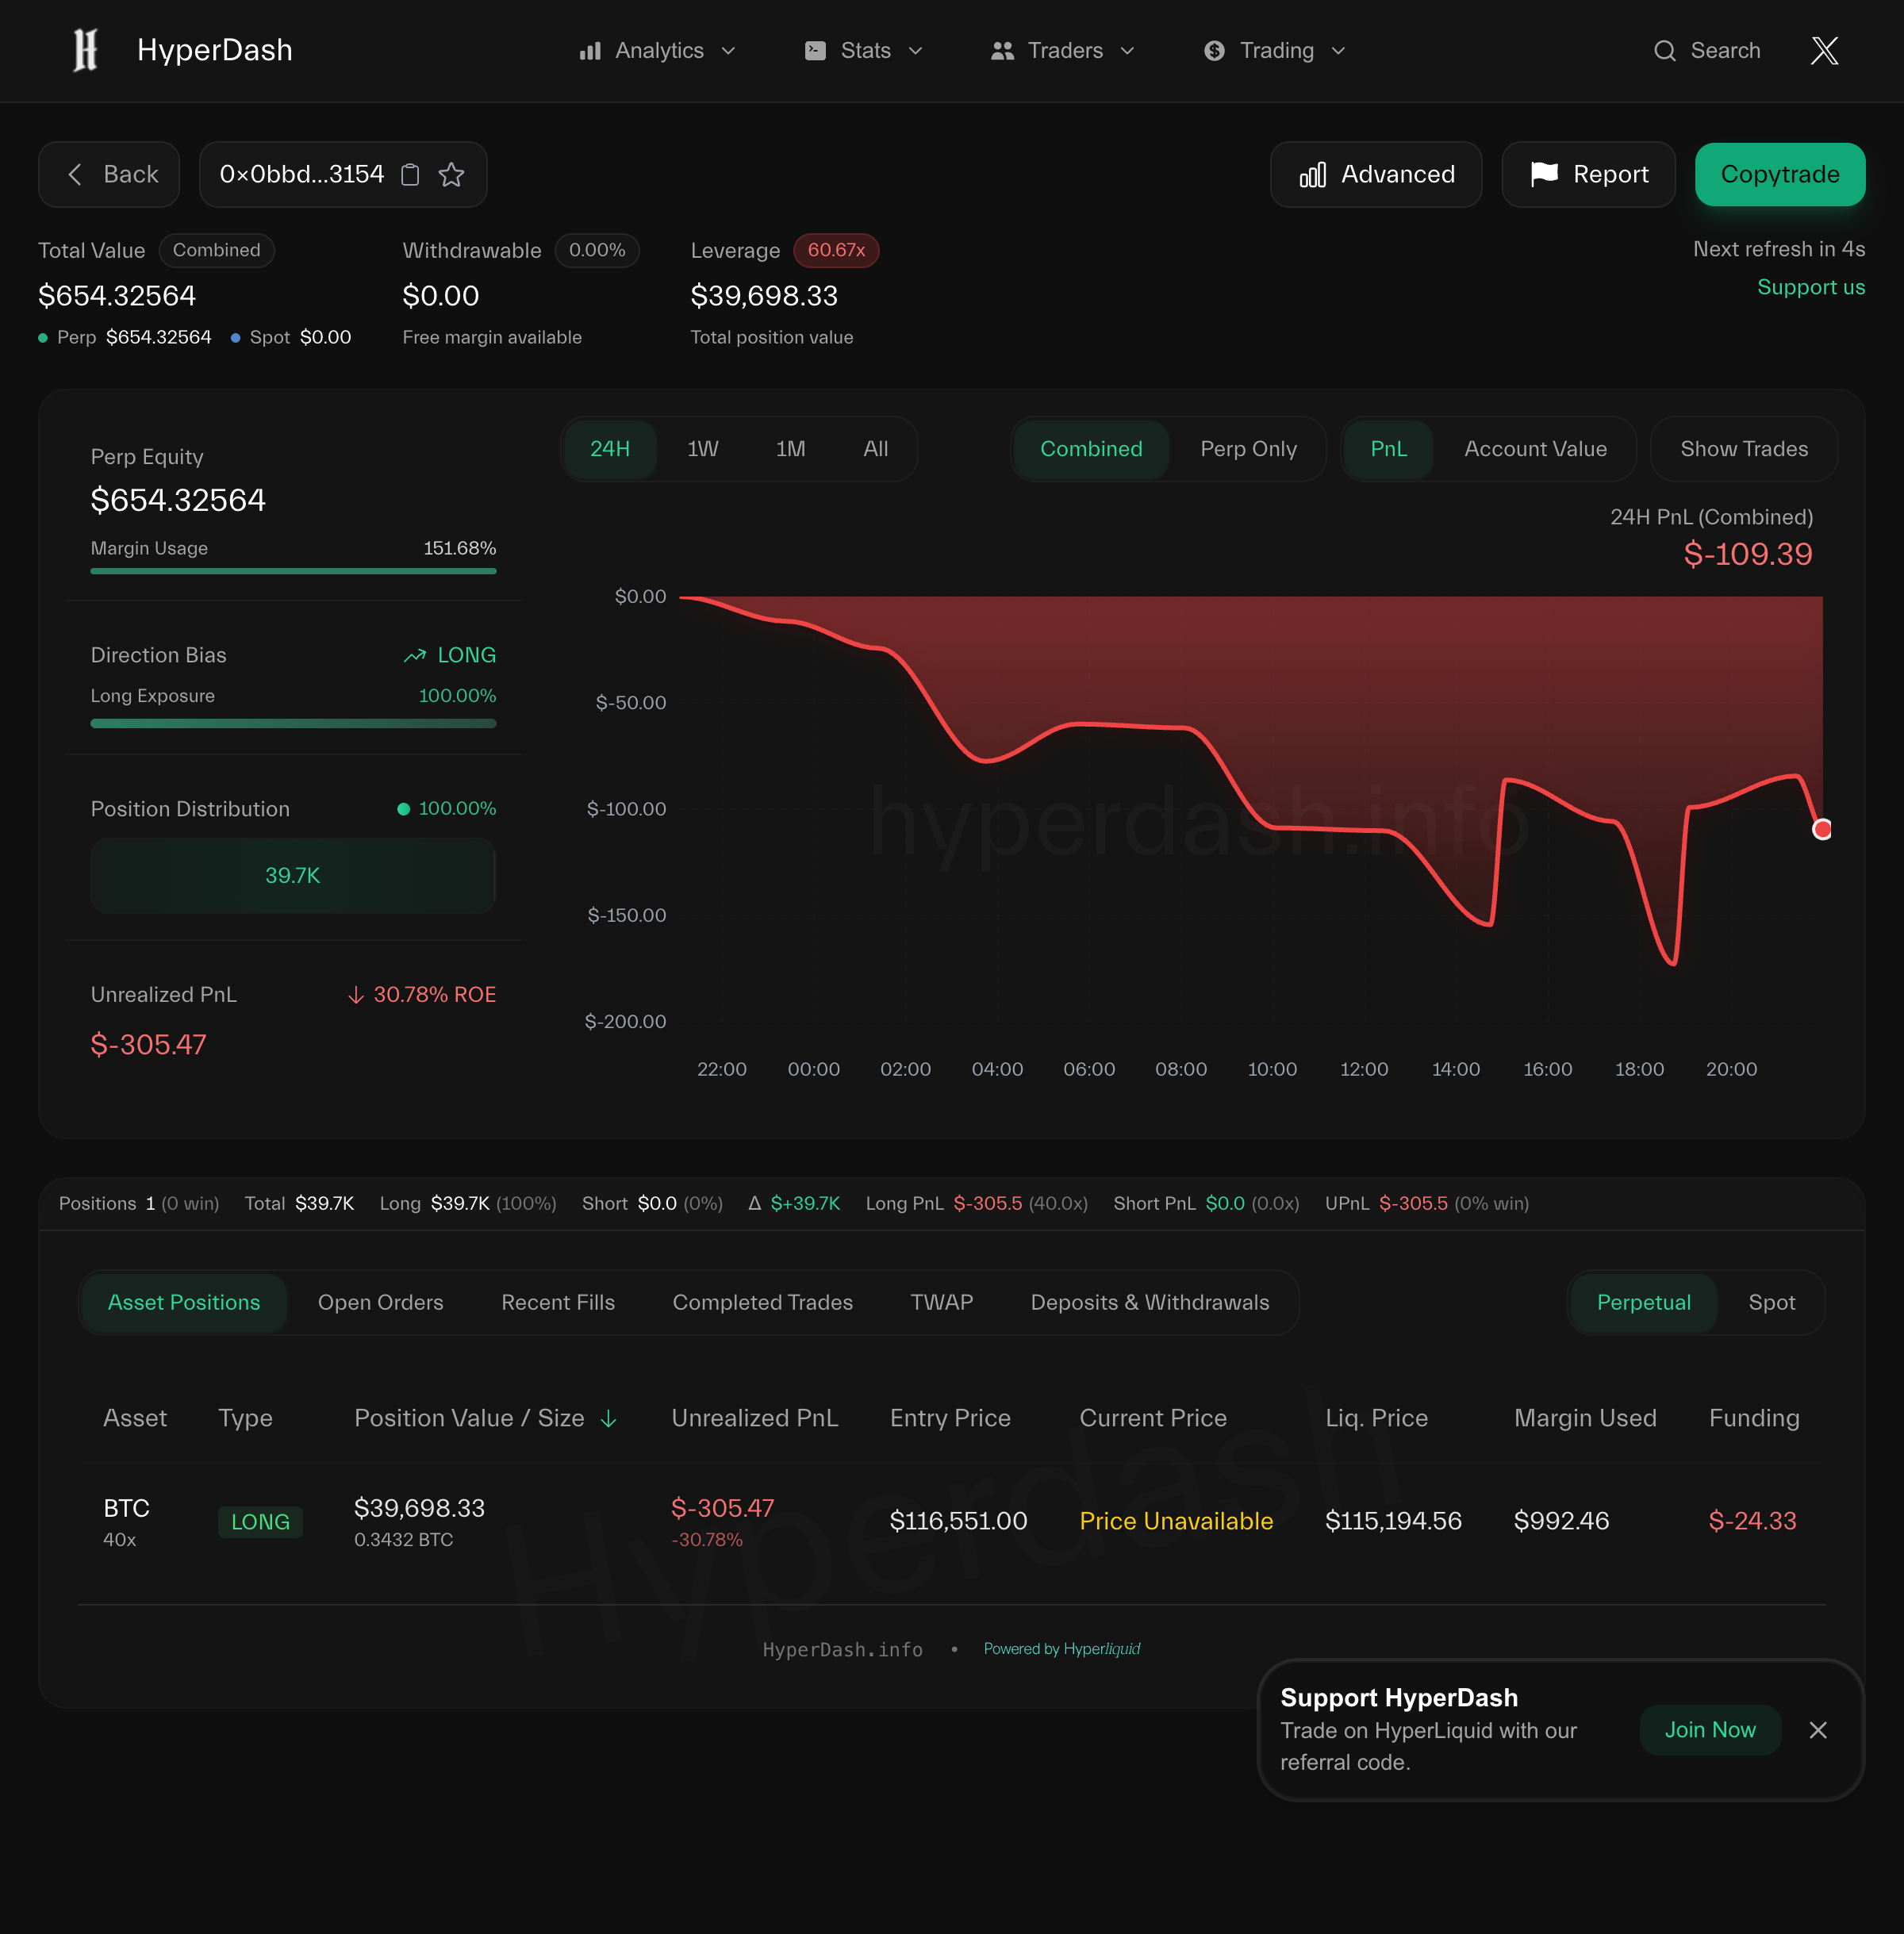 H HyperDash Analytics Stats Traders Trading Search X
Back 0×0bbd...3154 Advanced Report Copytrade
Total Value Combined Withdrawable 0.00% Leverage 60.67x Next refresh in 4s
$654.32564 $0.00 $39,698.33 Support us
Perp $654.32564 Spot $0.00 Free margin available Total position value
24H 1W 1M All Combined Perp Only PnL Account Value Show Trades
Perp Equity
$654.32564
Margin Usage 151.68%
Direction Bias LONG
Long Exposure 100.00%
Position Distribution 100.00%
39.7K
Unrealized PnL ↓ 30.78% ROE
$-305.47
24H PnL (Combined)
$-109.39
$0.00
$-50.00
$-100.00
$-150.00
$-200.00
hyperdash.info
22:00 00:00 02:00 04:00 06:00 08:00 10:00 12:00 14:00 16:00 18:00 20:00
Positions 1 (0 win) Total $39.7K Long $39.7K (100%) Short $0.0 (0%) Δ $+39.7K Long PnL $-305.5 (40.0x) Short PnL $0.0 (0.0x) UPnL $-305.5 (0% win)
Asset Positions Open Orders Recent Fills Completed Trades TWAP Deposits & Withdrawals Perpetual Spot
Asset Type Position Value / Size ↓ Unrealized PnL Entry Price Current Price Liq. Price Margin Used Funding
BTC LONG $39,698.33 $-305.47 $116,551.00 Price Unavailable $115,194.56 $992.46 $-24.33
40x 0.3432 BTC -30.78%
Hyperdash
HyperDash.info • Powered by Hyperliquid
Support HyperDash
Trade on HyperLiquid with our
referral code.
Join Now